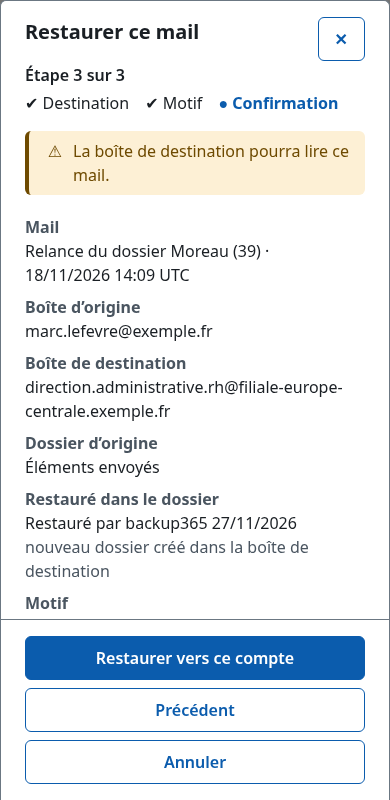 Restaurer ce mail
×
Étape 3 sur 3
✔ Destination ✔ Motif ● Confirmation
⚠ La boîte de destination pourra lire ce
mail.
Mail
Relance du dossier Moreau (39) ·
18/11/2026 14:09 UTC
Boîte d’origine
marc.lefevre@exemple.fr
Boîte de destination
direction.administrative.rh@filiale-europe-
centrale.exemple.fr
Dossier d’origine
Éléments envoyés
Restauré dans le dossier
Restauré par backup365 27/11/2026
nouveau dossier créé dans la boîte de
destination
Motif
Restaurer vers ce compte
Précédent
Annuler